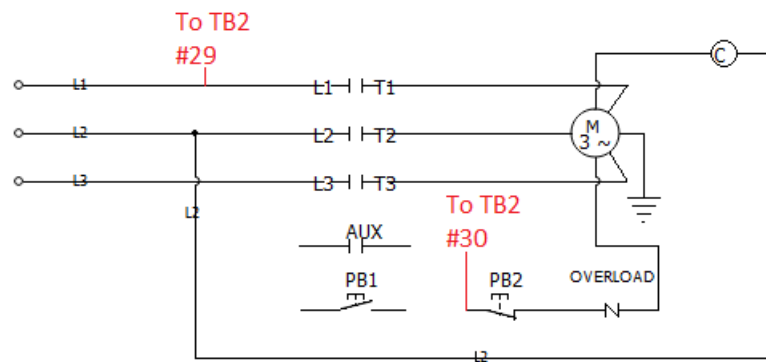 To TB2
#29
C
L1
L1
T1
L2
L2
T2
M
3 ~
L3
L3
T3
L2
To TB2
#30
AUX
PB1
PB2
OVERLOAD
L2